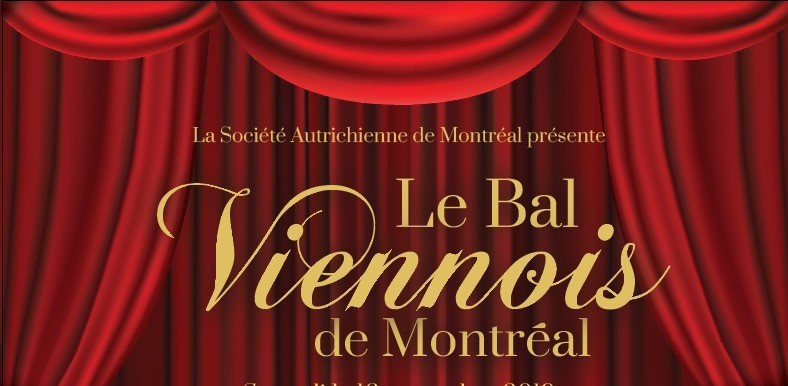 La Société Autrichienne de Montréal présente
Le Bal
Viennois
de Montréal